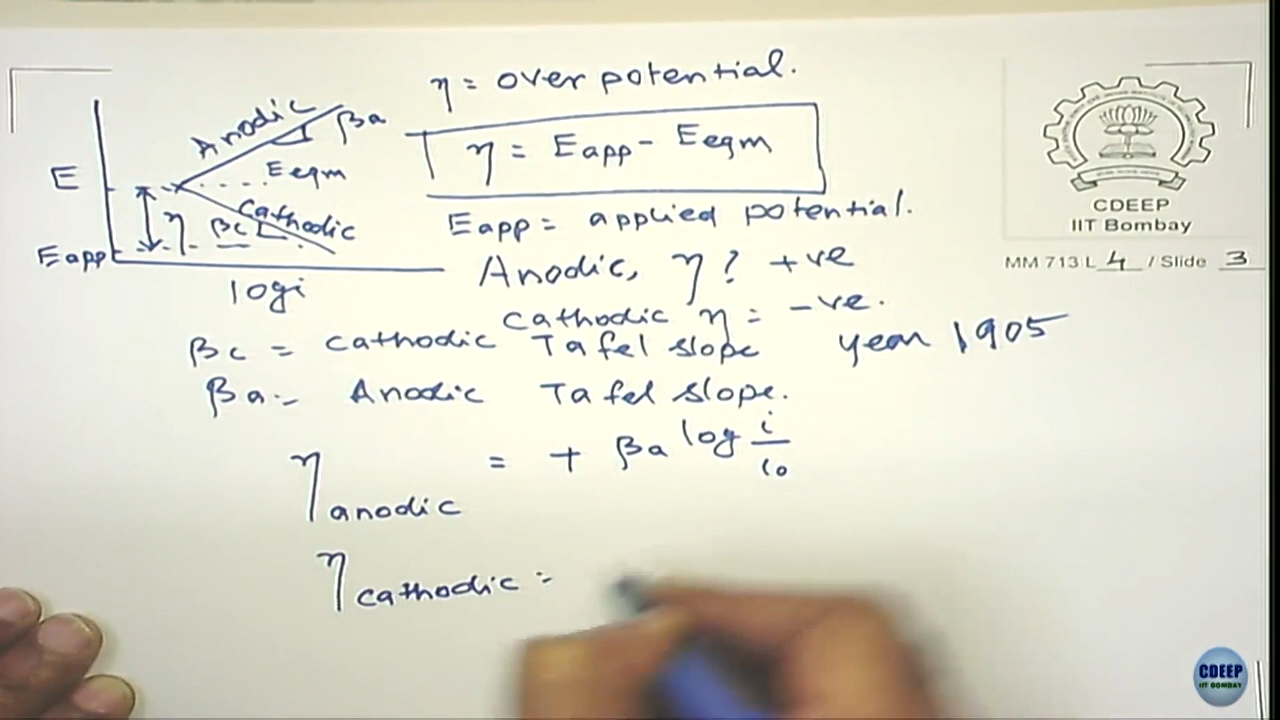 η = over potential.
Anodic
βa
η = Eapp - Eeqm
E
Eeqm
η
βc
cathodic
Eapp
log i
Eapp = applied potential.
Anodic, η ? +ve
cathodic η = -ve.
βc = cathodic Tafel slope
year 1905
βa - Anodic Tafel slope.
η anodic = + βa log i/i0
η cathodic =
CDEEP
IIT Bombay
MM 713 L 4 / Slide 3
CDEEP
IIT BOMBAY